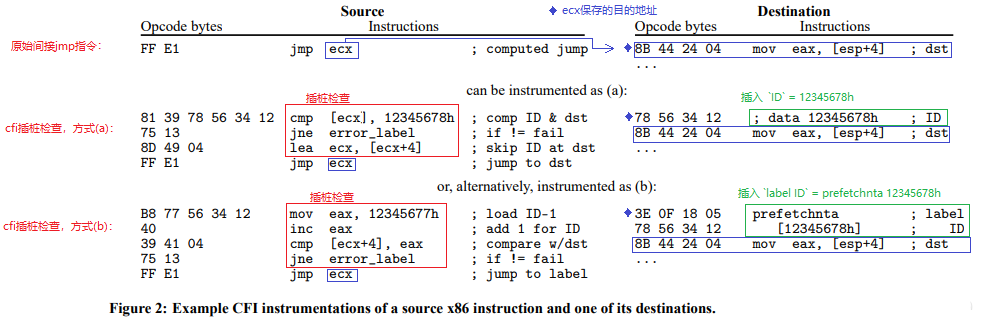 Source ◆ ecx保存的目的地址 Destination
Opcode bytes Instructions Opcode bytes Instructions
原始间接jmp指令: FF E1 jmp ecx ; computed jump ◆ 8B 44 24 04 mov eax, [esp+4] ; dst
...
can be instrumented as (a):
插桩检查 插入 `ID` = 12345678h
81 39 78 56 34 12 cmp [ecx], 12345678h ; comp ID & dst ◆ 78 56 34 12 ; data 12345678h ; ID
cfi插桩检查，方式(a): 75 13 jne error_label ; if != fail 8B 44 24 04 mov eax, [esp+4] ; dst
8D 49 04 lea ecx, [ecx+4] ; skip ID at dst ...
FF E1 jmp ecx ; jump to dst
or, alternatively, instrumented as (b):
插桩检查 插入 `label ID` = prefetchnta 12345678h
B8 77 56 34 12 mov eax, 12345677h ; load ID-1 ◆ 3E 0F 18 05 prefetchnta ; label
cfi插桩检查，方式(b): 40 inc eax ; add 1 for ID 78 56 34 12 [12345678h] ; ID
39 41 04 cmp [ecx+4], eax ; compare w/dst 8B 44 24 04 mov eax, [esp+4] ; dst
75 13 jne error_label ; if != fail ...
FF E1 jmp ecx ; jump to label
Figure 2: Example CFI instrumentations of a source x86 instruction and one of its destinations.